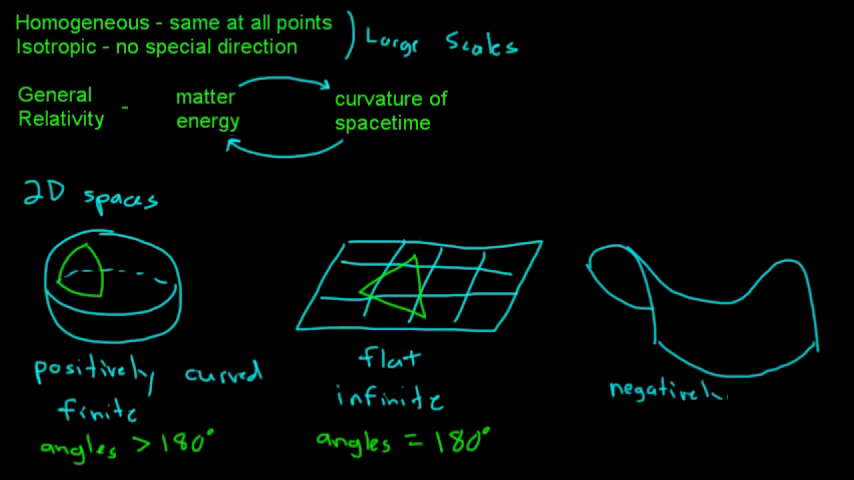 Homogeneous - same at all points
Isotropic - no special direction
Large Scales
General Relativity -
matter energy
curvature of spacetime
2D spaces
positively curved
finite
angles > 180°
flat
infinite
angles = 180°
negatively